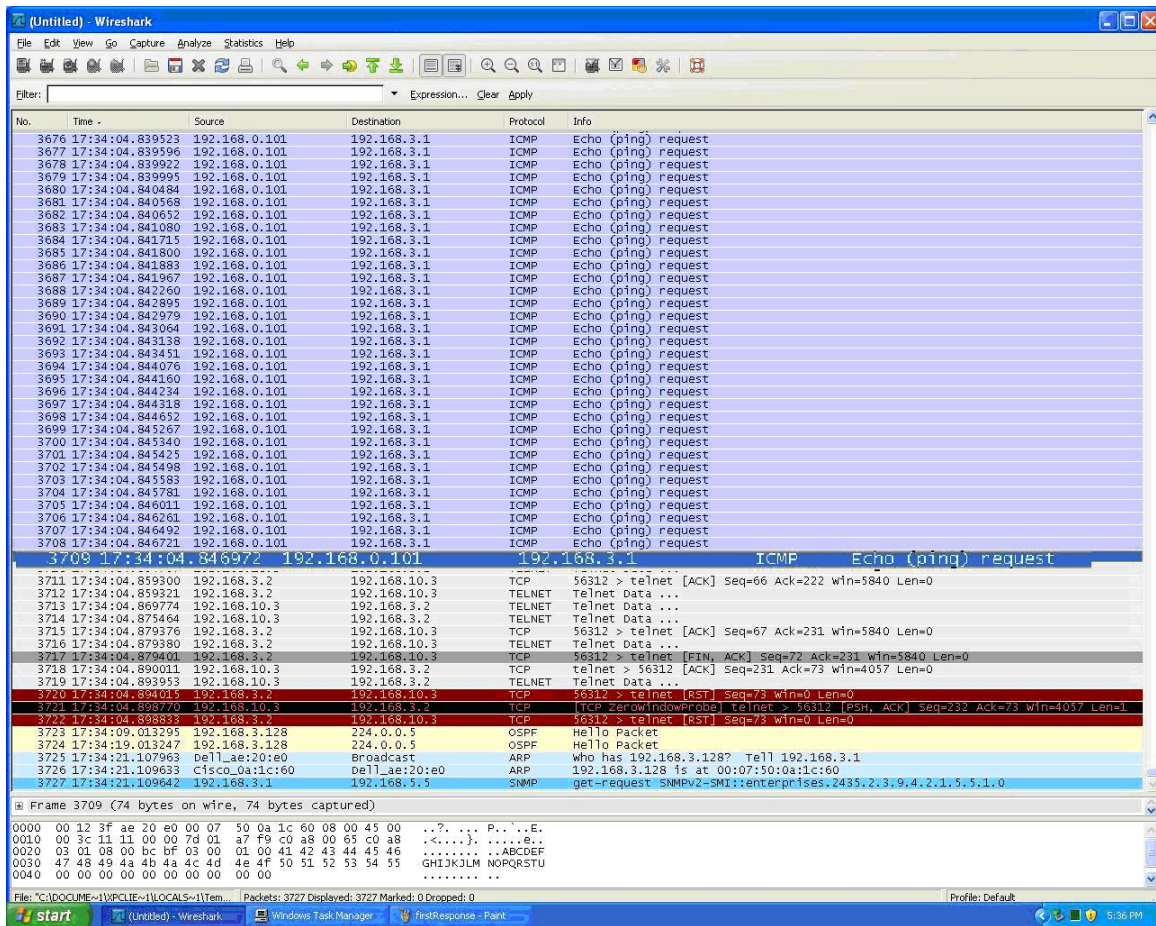 (Untitled) - Wireshark
File Edit View Go Capture Analyze Statistics Help
Filter: Expression... Clear Apply
No. Time - Source Destination Protocol Info
3676 17:34:04.839523 192.168.0.101 192.168.3.1 ICMP Echo (ping) request
3677 17:34:04.839596 192.168.0.101 192.168.3.1 ICMP Echo (ping) request
3678 17:34:04.839922 192.168.0.101 192.168.3.1 ICMP Echo (ping) request
3679 17:34:04.839995 192.168.0.101 192.168.3.1 ICMP Echo (ping) request
3680 17:34:04.840484 192.168.0.101 192.168.3.1 ICMP Echo (ping) request
3681 17:34:04.840568 192.168.0.101 192.168.3.1 ICMP Echo (ping) request
3682 17:34:04.840652 192.168.0.101 192.168.3.1 ICMP Echo (ping) request
3683 17:34:04.841080 192.168.0.101 192.168.3.1 ICMP Echo (ping) request
3684 17:34:04.841715 192.168.0.101 192.168.3.1 ICMP Echo (ping) request
3685 17:34:04.841800 192.168.0.101 192.168.3.1 ICMP Echo (ping) request
3686 17:34:04.841883 192.168.0.101 192.168.3.1 ICMP Echo (ping) request
3687 17:34:04.841967 192.168.0.101 192.168.3.1 ICMP Echo (ping) request
3688 17:34:04.842260 192.168.0.101 192.168.3.1 ICMP Echo (ping) request
3689 17:34:04.842895 192.168.0.101 192.168.3.1 ICMP Echo (ping) request
3690 17:34:04.842979 192.168.0.101 192.168.3.1 ICMP Echo (ping) request
3691 17:34:04.843064 192.168.0.101 192.168.3.1 ICMP Echo (ping) request
3692 17:34:04.843138 192.168.0.101 192.168.3.1 ICMP Echo (ping) request
3693 17:34:04.843451 192.168.0.101 192.168.3.1 ICMP Echo (ping) request
3694 17:34:04.844076 192.168.0.101 192.168.3.1 ICMP Echo (ping) request
3695 17:34:04.844160 192.168.0.101 192.168.3.1 ICMP Echo (ping) request
3696 17:34:04.844234 192.168.0.101 192.168.3.1 ICMP Echo (ping) request
3697 17:34:04.844318 192.168.0.101 192.168.3.1 ICMP Echo (ping) request
3698 17:34:04.844652 192.168.0.101 192.168.3.1 ICMP Echo (ping) request
3699 17:34:04.845267 192.168.0.101 192.168.3.1 ICMP Echo (ping) request
3700 17:34:04.845340 192.168.0.101 192.168.3.1 ICMP Echo (ping) request
3701 17:34:04.845425 192.168.0.101 192.168.3.1 ICMP Echo (ping) request
3702 17:34:04.845498 192.168.0.101 192.168.3.1 ICMP Echo (ping) request
3703 17:34:04.845583 192.168.0.101 192.168.3.1 ICMP Echo (ping) request
3704 17:34:04.845781 192.168.0.101 192.168.3.1 ICMP Echo (ping) request
3705 17:34:04.846011 192.168.0.101 192.168.3.1 ICMP Echo (ping) request
3706 17:34:04.846261 192.168.0.101 192.168.3.1 ICMP Echo (ping) request
3707 17:34:04.846492 192.168.0.101 192.168.3.1 ICMP Echo (ping) request
3708 17:34:04.846721 192.168.0.101 192.168.3.1 ICMP Echo (ping) request
3709 17:34:04.846972 192.168.0.101 192.168.3.1 ICMP Echo (ping) request
3711 17:34:04.859300 192.168.3.2 192.168.10.3 TCP 56312 > telnet [ACK] Seq=66 Ack=222 Win=5840 Len=0
3712 17:34:04.859321 192.168.3.2 192.168.10.3 TELNET Telnet Data ...
3713 17:34:04.869774 192.168.10.3 192.168.3.2 TELNET Telnet Data ...
3714 17:34:04.875464 192.168.10.3 192.168.3.2 TELNET Telnet Data ...
3715 17:34:04.879376 192.168.3.2 192.168.10.3 TCP 56312 > telnet [ACK] Seq=67 Ack=231 Win=5840 Len=0
3716 17:34:04.879380 192.168.3.2 192.168.10.3 TELNET Telnet Data ...
3717 17:34:04.879401 192.168.3.2 192.168.10.3 TCP 56312 > telnet [FIN, ACK] Seq=72 Ack=231 Win=5840 Len=0
3718 17:34:04.890011 192.168.10.3 192.168.3.2 TCP telnet > 56312 [ACK] Seq=231 Ack=73 Win=4057 Len=0
3719 17:34:04.893953 192.168.10.3 192.168.3.2 TELNET Telnet Data ...
3720 17:34:04.894015 192.168.3.2 192.168.10.3 TCP 56312 > telnet [RST] Seq=73 Win=0 Len=0
3721 17:34:04.898770 192.168.10.3 192.168.3.2 TCP [TCP ZeroWindowProbe] telnet > 56312 [PSH, ACK] Seq=232 Ack=73 Win=4057 Len=1
3722 17:34:04.898833 192.168.3.2 192.168.10.3 TCP 56312 > telnet [RST] Seq=73 Win=0 Len=0
3723 17:34:09.013295 192.168.3.128 224.0.0.5 OSPF Hello Packet
3724 17:34:19.013247 192.168.3.128 224.0.0.5 OSPF Hello Packet
3725 17:34:21.107963 Dell_ae:20:e0 Broadcast ARP Who has 192.168.3.128? Tell 192.168.3.1
3726 17:34:21.109633 Cisco_0a:1c:60 Dell_ae:20:e0 ARP 192.168.3.128 is at 00:07:50:0a:1c:60
3727 17:34:21.109642 192.168.3.1 192.168.5.5 SNMP get-request SNMPv2-SMI::enterprises.2435.2.3.9.4.2.1.5.5.1.0
Frame 3709 (74 bytes on wire, 74 bytes captured)
0000 00 12 3f ae 20 e0 00 07 50 0a 1c 60 08 00 45 00 ..?. ... P..`..E.
0010 00 3c 11 11 00 00 7d 01 a7 f9 c0 a8 00 65 c0 a8 .<....}. .....e..
0020 03 01 08 00 bc bf 03 00 01 00 41 42 43 44 45 46 ........ ..ABCDEF
0030 47 48 49 4a 4b 4a 4c 4d 4e 4f 50 51 52 53 54 55 GHIJKJLM NOPQRSTU
0040 00 00 00 00 00 00 00 00 00 00 ........ ..
File: "C:\DOCUME~1\XPCLIE~1\LOCALS~1\Tem... Packets: 3727 Displayed: 3727 Marked: 0 Dropped: 0 Profile: Default
start (Untitled) - Wireshark Windows Task Manager firstResponse - Paint 5:36 PM